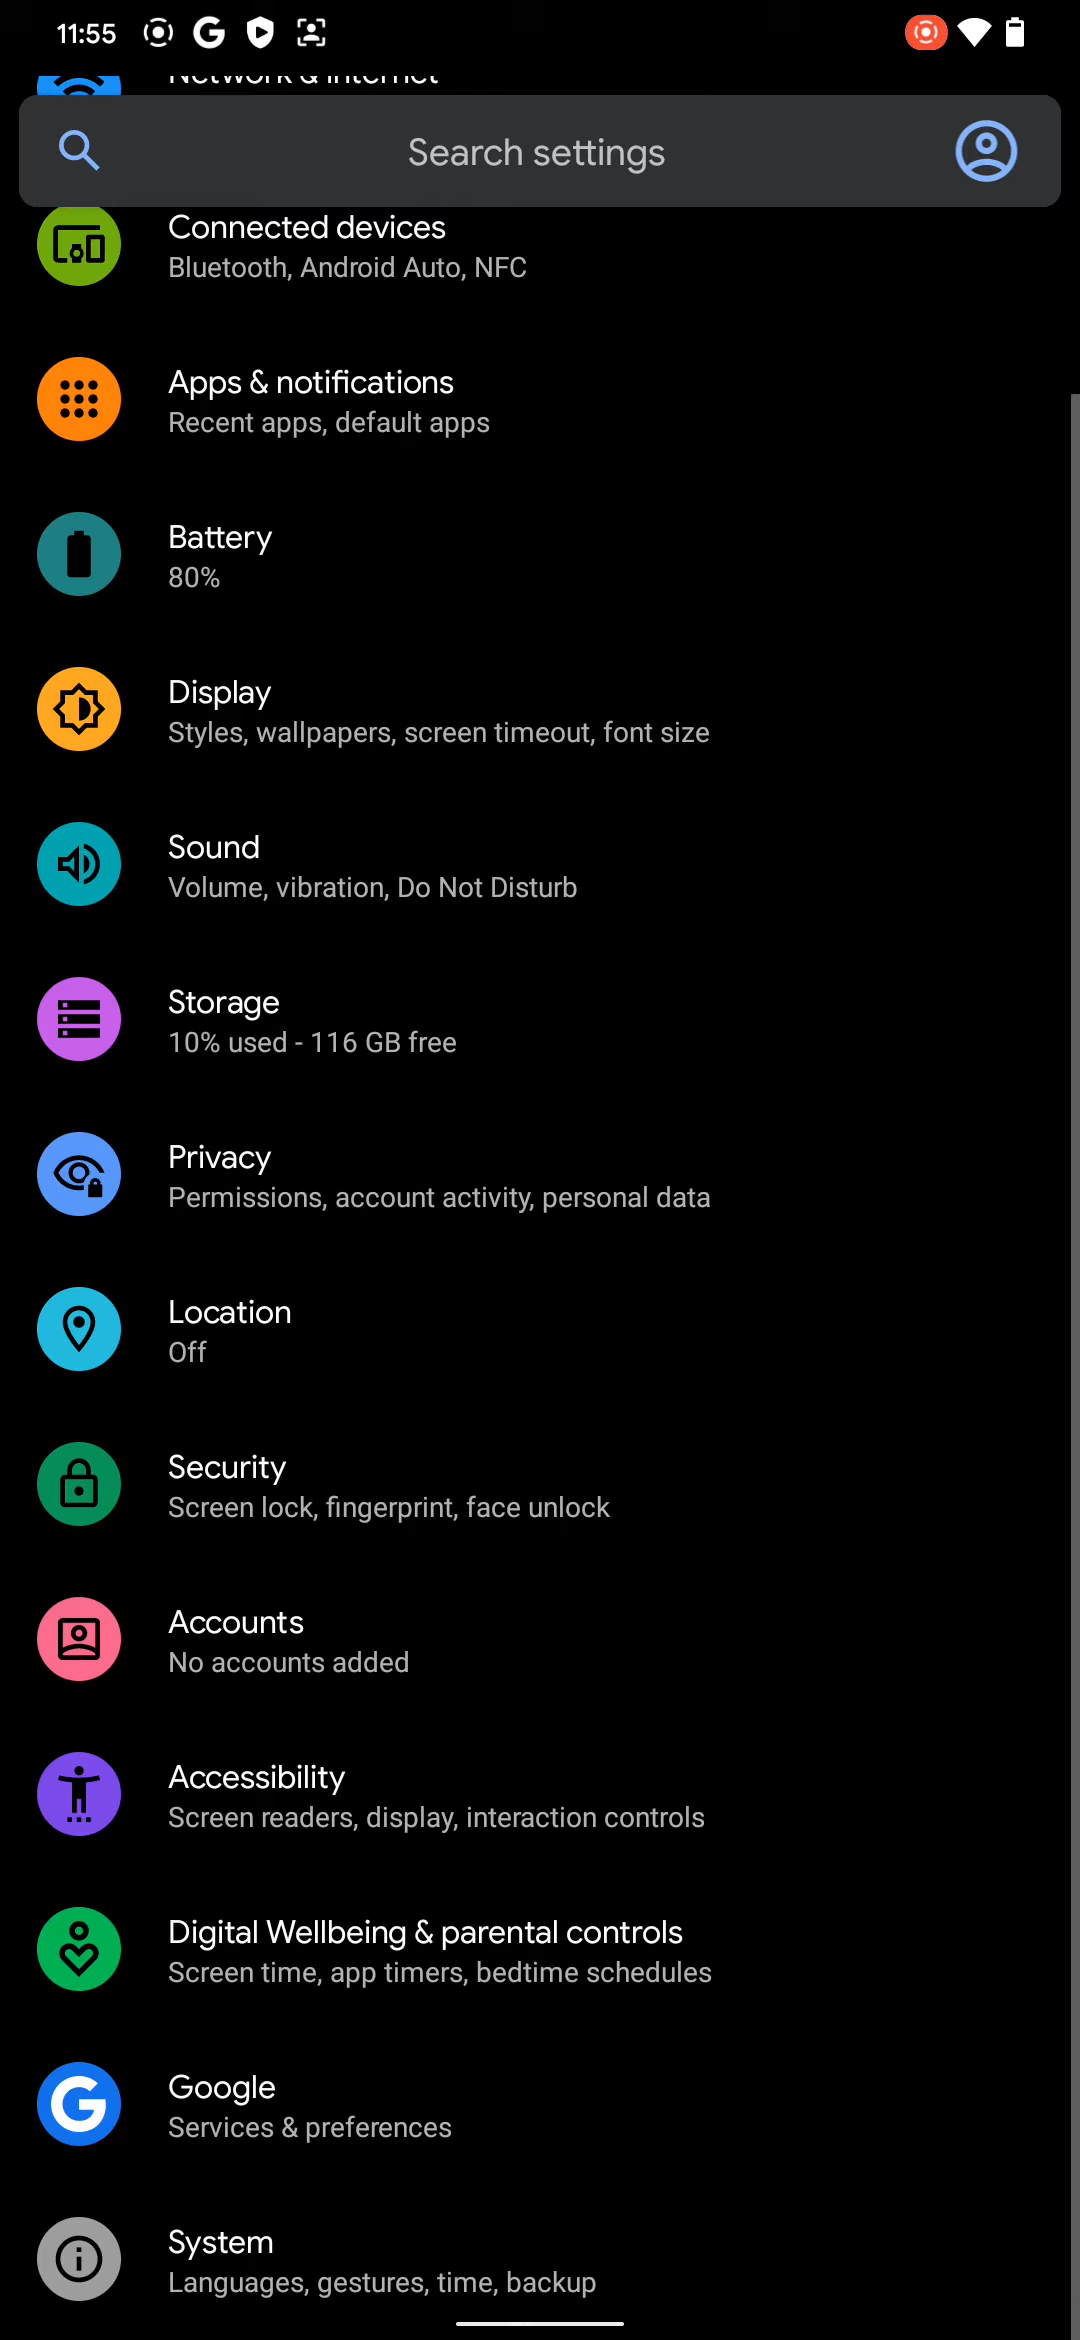 11:55
Network & internet
Search settings
Connected devices
Bluetooth, Android Auto, NFC
Apps & notifications
Recent apps, default apps
Battery
80%
Display
Styles, wallpapers, screen timeout, font size
Sound
Volume, vibration, Do Not Disturb
Storage
10% used - 116 GB free
Privacy
Permissions, account activity, personal data
Location
Off
Security
Screen lock, fingerprint, face unlock
Accounts
No accounts added
Accessibility
Screen readers, display, interaction controls
Digital Wellbeing & parental controls
Screen time, app timers, bedtime schedules
Google
Services & preferences
System
Languages, gestures, time, backup